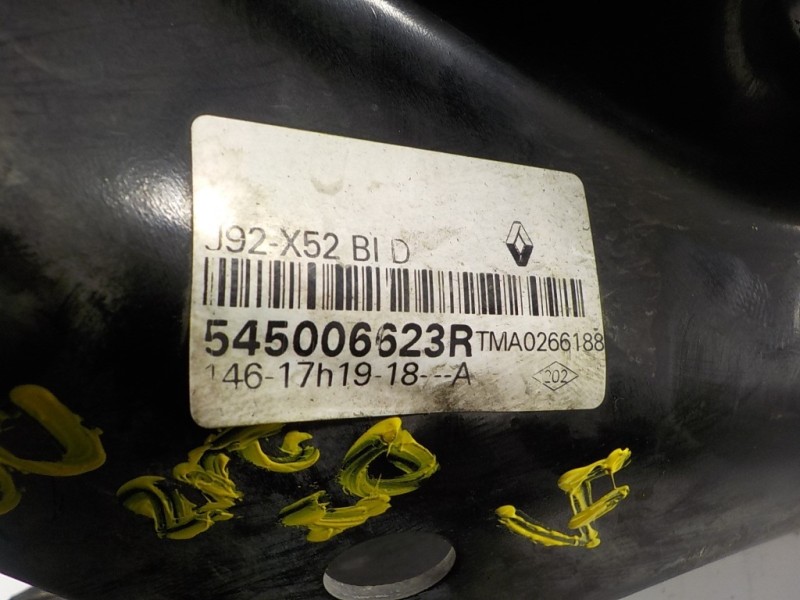 J92-X52 BI D
545006623R TMA0266188
146-17h19-18---A 202